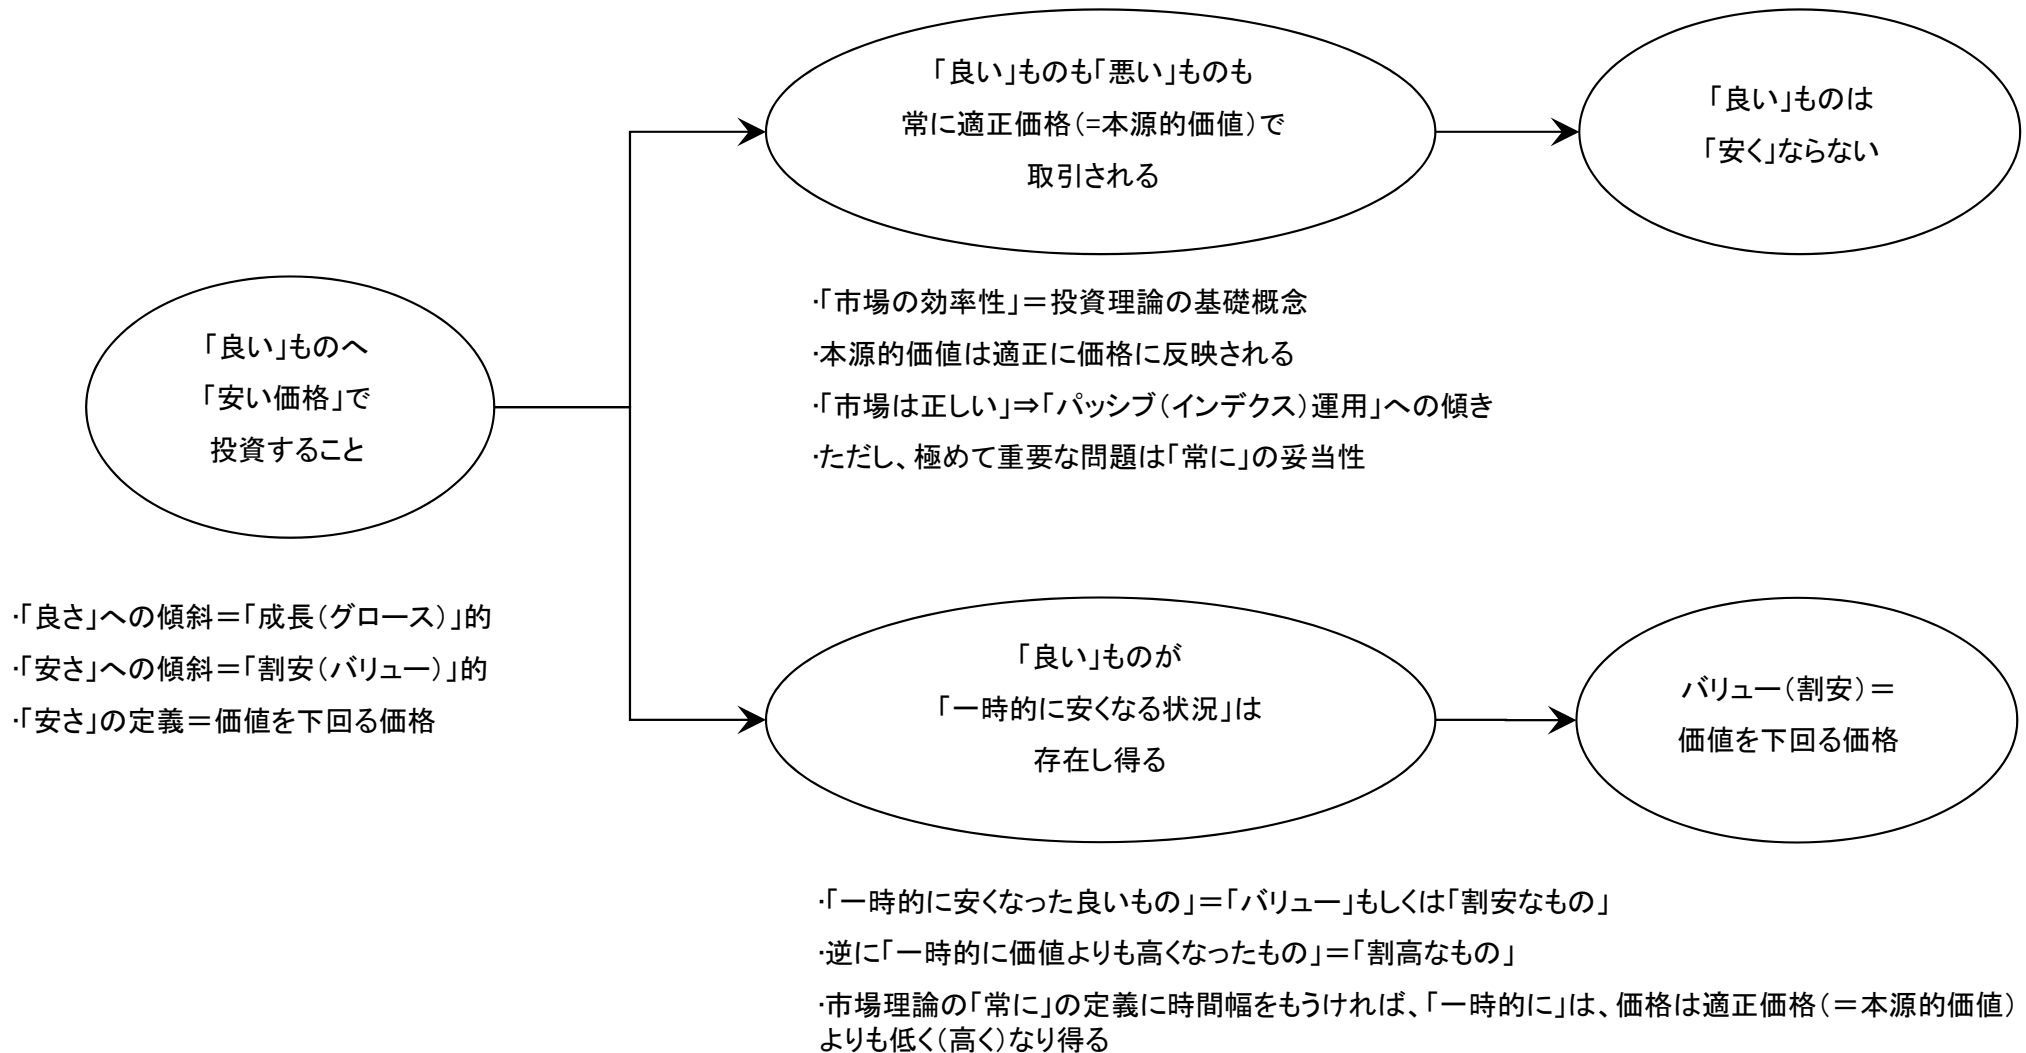 「良い」ものへ
「安い価格」で
投資すること
・「良さ」への傾斜＝「成長（グロース）」的
・「安さ」への傾斜＝「割安（バリュー）」的
・「安さ」の定義＝価値を下回る価格
「良い」ものも「悪い」ものも
常に適正価格（=本源的価値）で
取引される
「良い」ものは
「安く」ならない
・「市場の効率性」＝投資理論の基礎概念
・本源的価値は適正に価格に反映される
・「市場は正しい」⇒「パッシブ（インデクス）運用」への傾き
・ただし、極めて重要な問題は「常に」の妥当性
「良い」ものが
「一時的に安くなる状況」は
存在し得る
バリュー（割安）＝
価値を下回る価格
・「一時的に安くなった良いもの」＝「バリュー」もしくは「割安なもの」
・逆に「一時的に価値よりも高くなったもの」＝「割高なもの」
・市場理論の「常に」の定義に時間幅をもうければ、「一時的に」は、価格は適正価格（＝本源的価値）
よりも低く（高く）なり得る